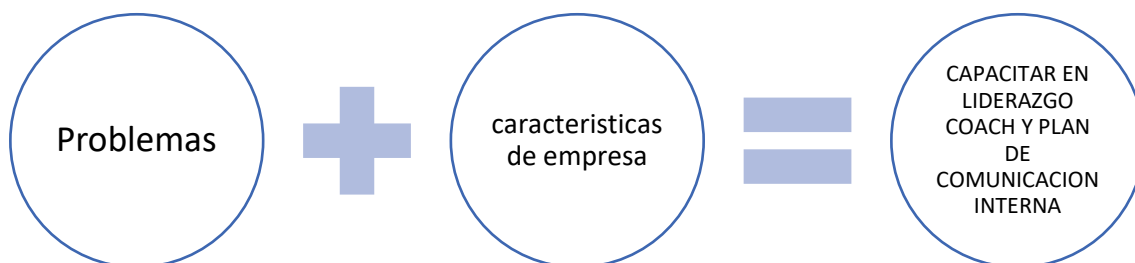 Problemas
caracteristicas
de empresa
CAPACITAR EN
LIDERAZGO
COACH Y PLAN
DE
COMUNICACION
INTERNA